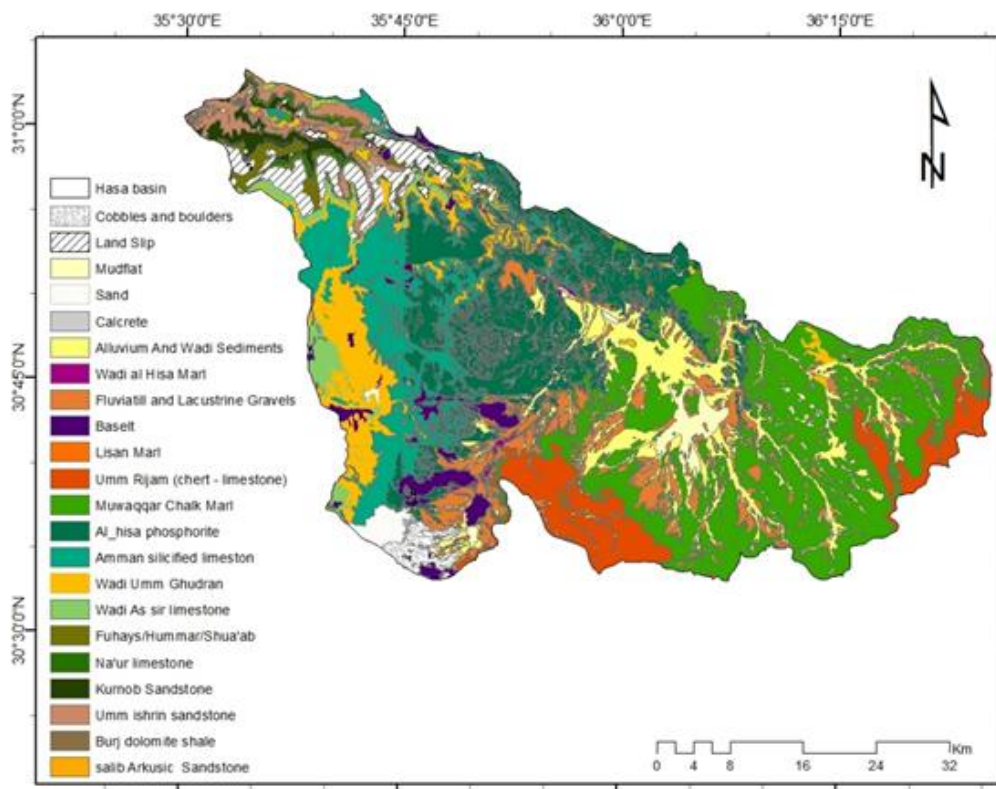 35°30'0"E 35°45'0"E 36°0'0"E 36°15'0"E
31°0'0"N
30°45'0"N
30°30'0"N
N
Hasa basin
Cobbles and boulders
Land Slip
Mudflat
Sand
Calcrete
Alluvium And Wadi Sediments
Wadi al Hisa Marl
Fluviatill and Lacustrine Gravels
Baselt
Lisan Marl
Umm Rijam (chert - limestone)
Muwaqqar Chalk Marl
Al_hisa phosphorite
Amman silicified limeston
Wadi Umm Ghudran
Wadi As sir limestone
Fuhays/Hummar/Shua'ab
Na'ur limestone
Kurnob Sandstone
Umm ishrin sandstone
Burj dolomite shale
salib Arkusic Sandstone
Km
0 4 8 16 24 32